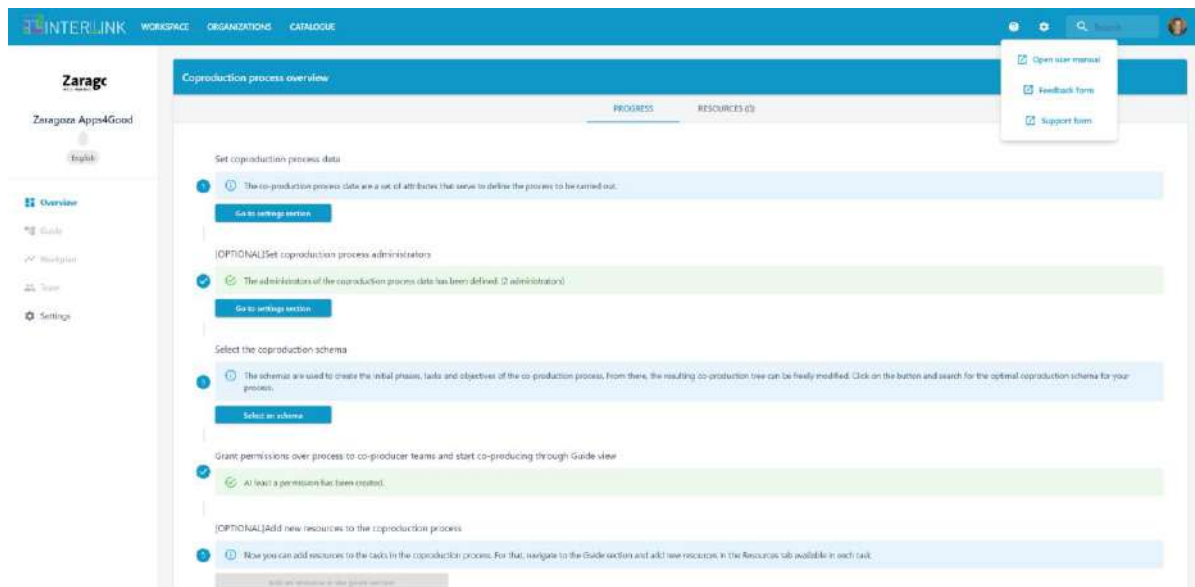 INTERLINK WORKSPACE ORGANIZATIONS CATALOGUE Search
Open user manual
Feedback form
Support form
Zarago
Zaragoza Apps4Good
English
Overview
Guide
Workplan
Team
Settings
Coproduction process overview
PROGRESS RESOURCES (0)
Set coproduction process data
The co-production process data are a set of attributes that serve to define the process to be carried out.
Go to settings section
[OPTIONAL]Set coproduction process administrators
The administrators of the coproduction process data has been defined. (2 administrators)
Go to settings section
Select the coproduction schema
The schemas are used to create the initial phases, tasks and objectives of the co-production process. From there, the resulting co-production tree can be freely modified. Click on the button and search for the optimal coproduction schema for your
process.
Select an schema
Grant permissions over process to co-producer teams and start co-producing through Guide view
At least a permission has been created.
[OPTIONAL]Add new resources to the coproduction process
Now you can add resources to the tasks in the coproduction process. For that, navigate to the Guide section and add new resources in the Resources tab available in each task.